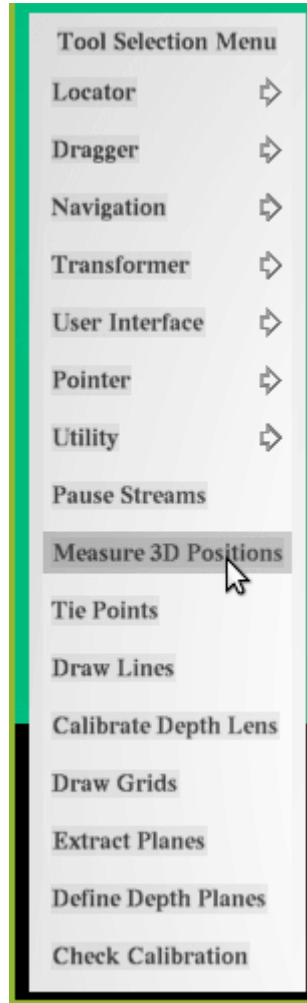 Tool Selection Menu
Locator
Dragger
Navigation
Transformer
User Interface
Pointer
Utility
Pause Streams
Measure 3D Positions
Tie Points
Draw Lines
Calibrate Depth Lens
Draw Grids
Extract Planes
Define Depth Planes
Check Calibration